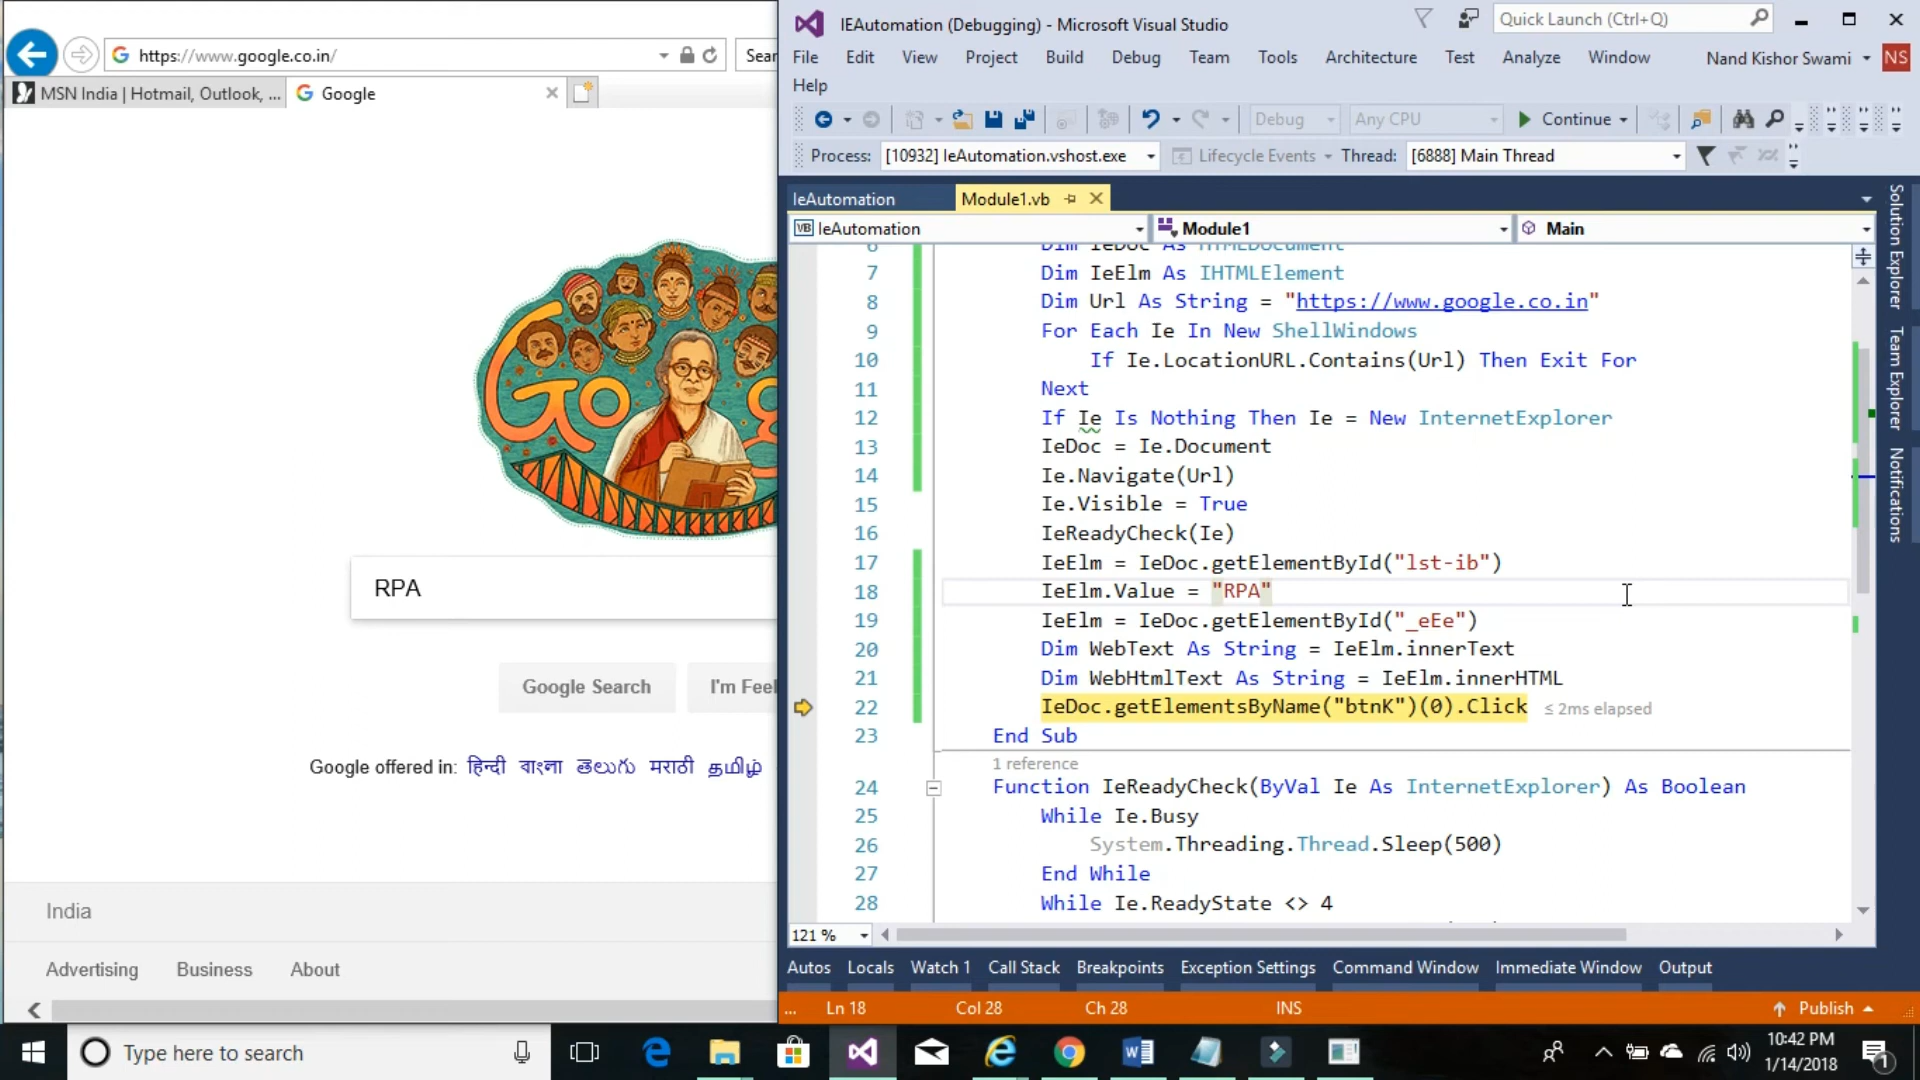 https://www.google.co.in/
Sear
MSN India | Hotmail, Outlook, ...
Google
RPA
Google Search
I'm Feel
Google offered in: हिन्दी বাংলা తెలుగు मराठी தமிழ்
India
Advertising Business About
IEAutomation (Debugging) - Microsoft Visual Studio
Quick Launch (Ctrl+Q)
File Edit View Project Build Debug Team Tools Architecture Test Analyze Window
Nand Kishor Swami NS
Help
Debug Any CPU Continue
Process: [10932] IeAutomation.vshost.exe Lifecycle Events Thread: [6888] Main Thread
IeAutomation Module1.vb
VB IeAutomation Module1 Main
6 Dim IeDoc As HTMLDocument
7 Dim IeElm As IHTMLElement
8 Dim Url As String = "https://www.google.co.in"
9 For Each Ie In New ShellWindows
10 If Ie.LocationURL.Contains(Url) Then Exit For
11 Next
12 If Ie Is Nothing Then Ie = New InternetExplorer
13 IeDoc = Ie.Document
14 Ie.Navigate(Url)
15 Ie.Visible = True
16 IeReadyCheck(Ie)
17 IeElm = IeDoc.getElementById("lst-ib")
18 IeElm.Value = "RPA"
19 IeElm = IeDoc.getElementById("_eEe")
20 Dim WebText As String = IeElm.innerText
21 Dim WebHtmlText As String = IeElm.innerHTML
22 IeDoc.getElementsByName("btnK")(0).Click ≤ 2ms elapsed
23 End Sub
1 reference
24 Function IeReadyCheck(ByVal Ie As InternetExplorer) As Boolean
25 While Ie.Busy
26 System.Threading.Thread.Sleep(500)
27 End While
28 While Ie.ReadyState <> 4
121 %
Autos Locals Watch 1 Call Stack Breakpoints Exception Settings Command Window Immediate Window Output
... Ln 18 Col 28 Ch 28 INS Publish
Solution Explorer
Team Explorer
Notifications
Type here to search
10:42 PM
1/14/2018
1